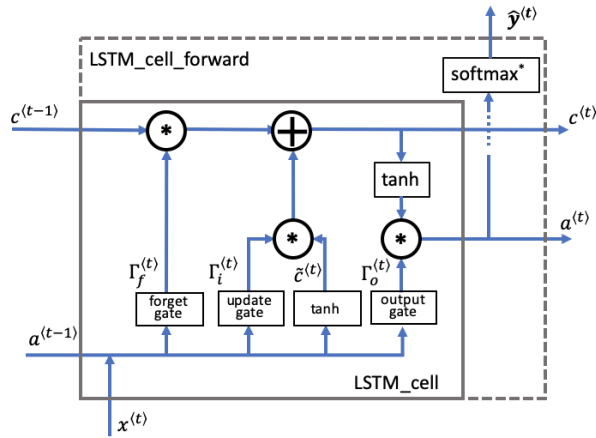 ŷ⟨t⟩
LSTM_cell_forward
softmax*
c⟨t−1⟩
*
+
c⟨t⟩
tanh
*
*
a⟨t⟩
Γf⟨t⟩
Γi⟨t⟩
c̃⟨t⟩
Γo⟨t⟩
forget
gate
update
gate
tanh
output
gate
a⟨t−1⟩
LSTM_cell
x⟨t⟩